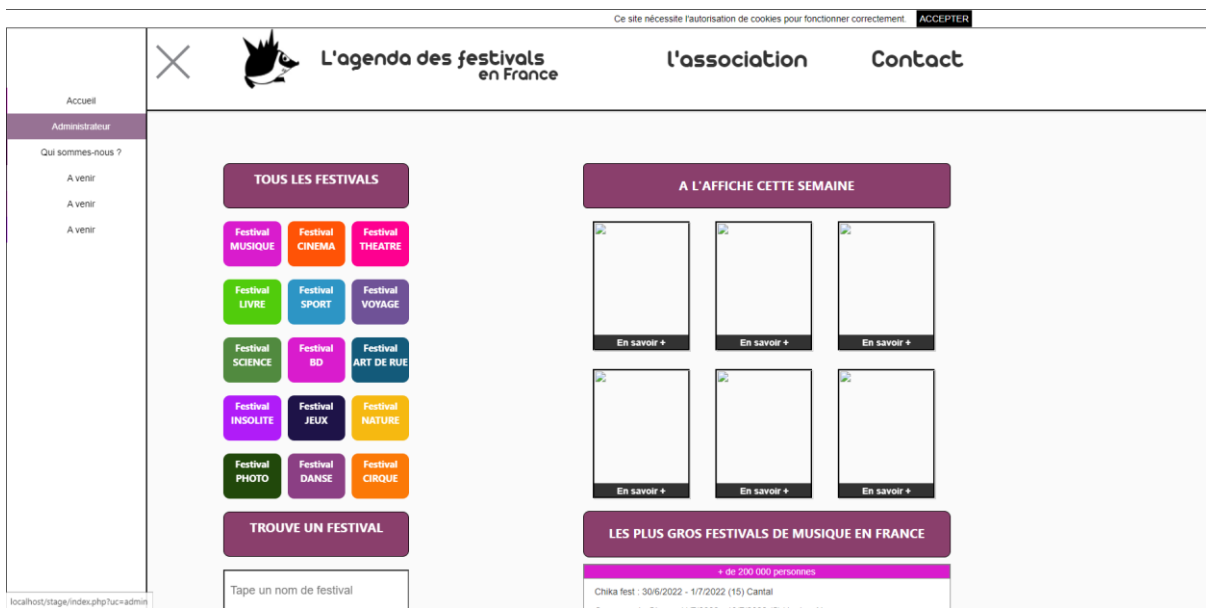 Ce site nécessite l'autorisation de cookies pour fonctionner correctement. ACCEPTER
L'agenda des festivals
en France
l'association
Contact
Accueil
Administrateur
Qui sommes-nous ?
A venir
A venir
A venir
TOUS LES FESTIVALS
Festival
MUSIQUE
Festival
CINEMA
Festival
THEATRE
Festival
LIVRE
Festival
SPORT
Festival
VOYAGE
Festival
SCIENCE
Festival
BD
Festival
ART DE RUE
Festival
INSOLITE
Festival
JEUX
Festival
NATURE
Festival
PHOTO
Festival
DANSE
Festival
CIRQUE
TROUVE UN FESTIVAL
Tape un nom de festival
A L'AFFICHE CETTE SEMAINE
En savoir +
En savoir +
En savoir +
En savoir +
En savoir +
En savoir +
LES PLUS GROS FESTIVALS DE MUSIQUE EN FRANCE
+ de 200 000 personnes
Chika fest : 30/6/2022 - 1/7/2022 (15) Cantal
localhost/stage/index.php?uc=admin